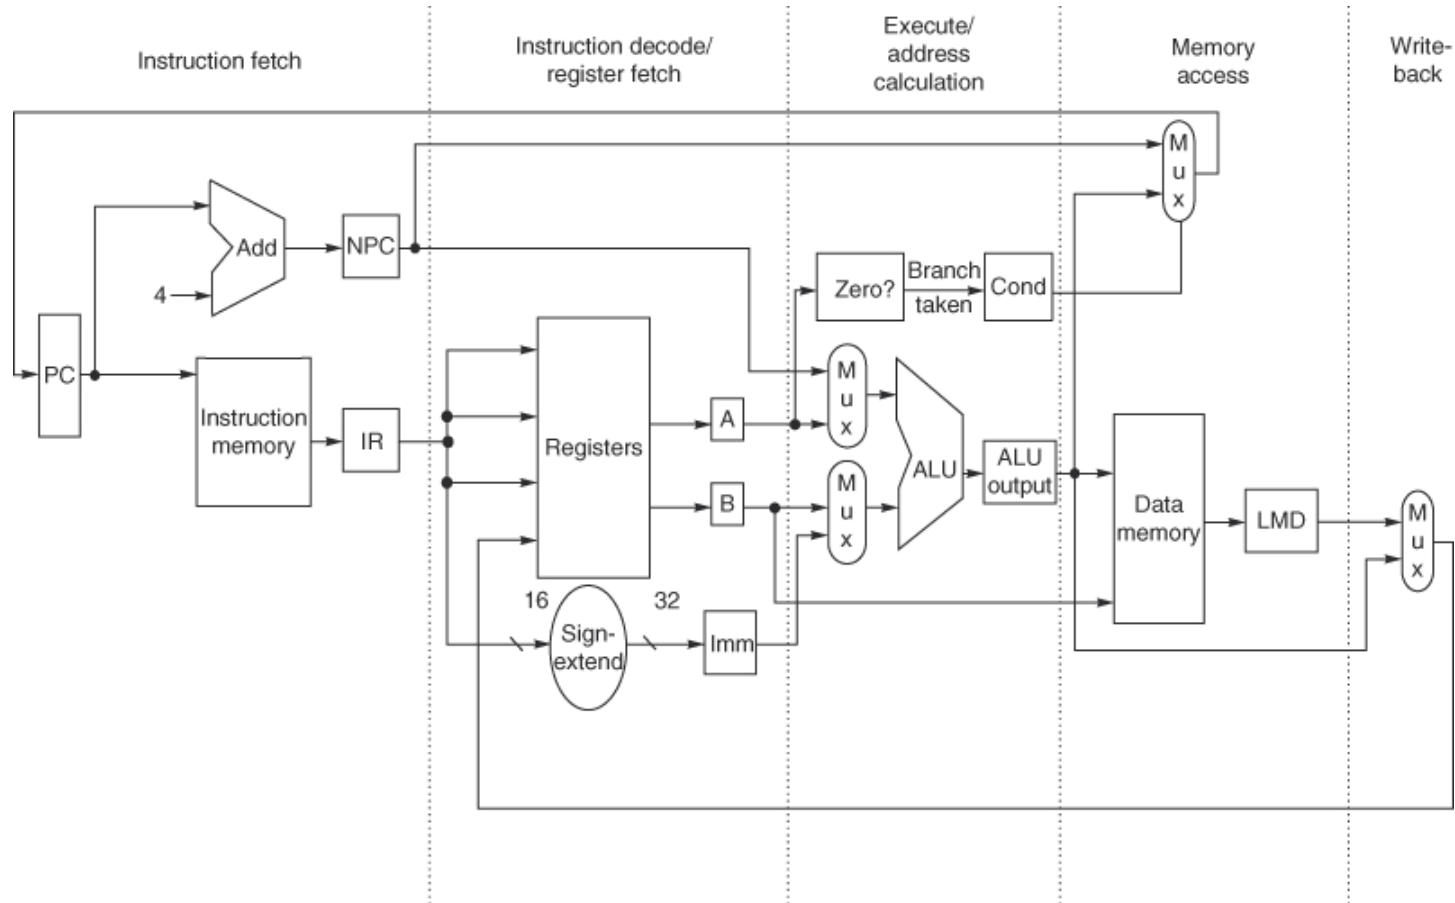 Instruction fetch
Instruction decode/
register fetch
Execute/
address
calculation
Memory
access
Write-
back
M
u
x
Add
NPC
4
Zero?
Branch
taken
Cond
PC
Instruction
memory
IR
Registers
A
B
M
u
x
M
u
x
ALU
ALU
output
Data
memory
LMD
M
u
x
16
32
Sign-
extend
Imm